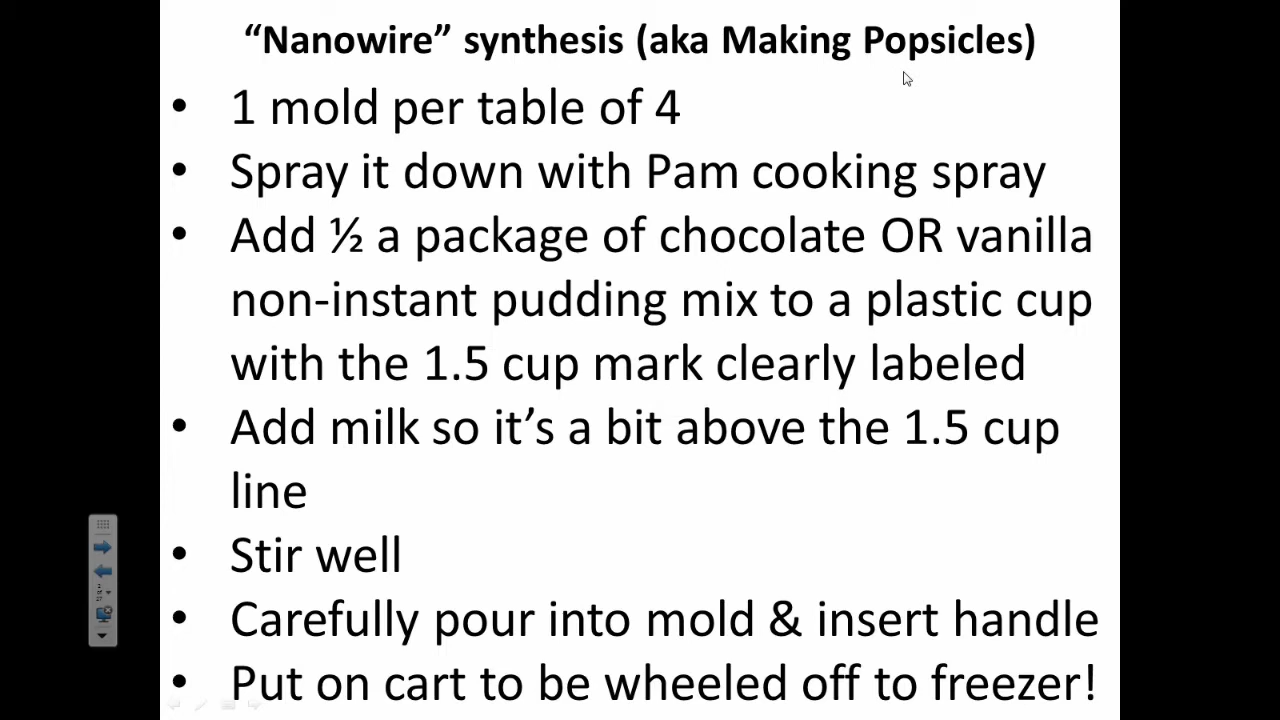 “Nanowire” synthesis (aka Making Popsicles)
• 1 mold per table of 4
• Spray it down with Pam cooking spray
• Add ½ a package of chocolate OR vanilla
non-instant pudding mix to a plastic cup
with the 1.5 cup mark clearly labeled
• Add milk so it’s a bit above the 1.5 cup
line
• Stir well
• Carefully pour into mold & insert handle
• Put on cart to be wheeled off to freezer!